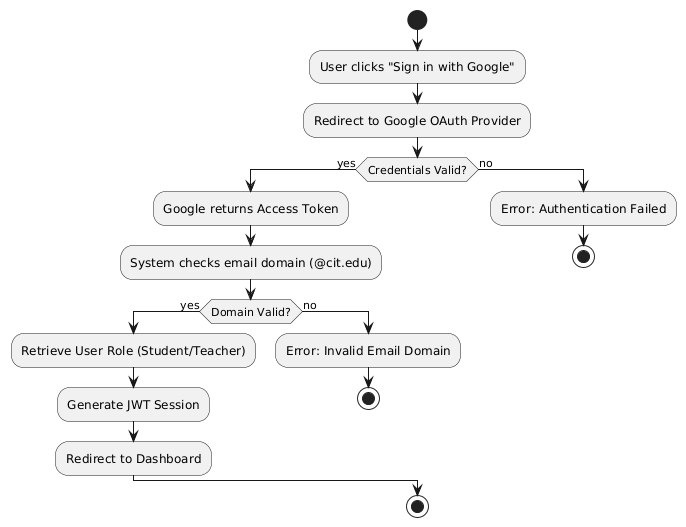 User clicks "Sign in with Google"
Redirect to Google OAuth Provider
yes
Credentials Valid?
no
Google returns Access Token
Error: Authentication Failed
System checks email domain (@cit.edu)
yes
Domain Valid?
no
Retrieve User Role (Student/Teacher)
Error: Invalid Email Domain
Generate JWT Session
Redirect to Dashboard